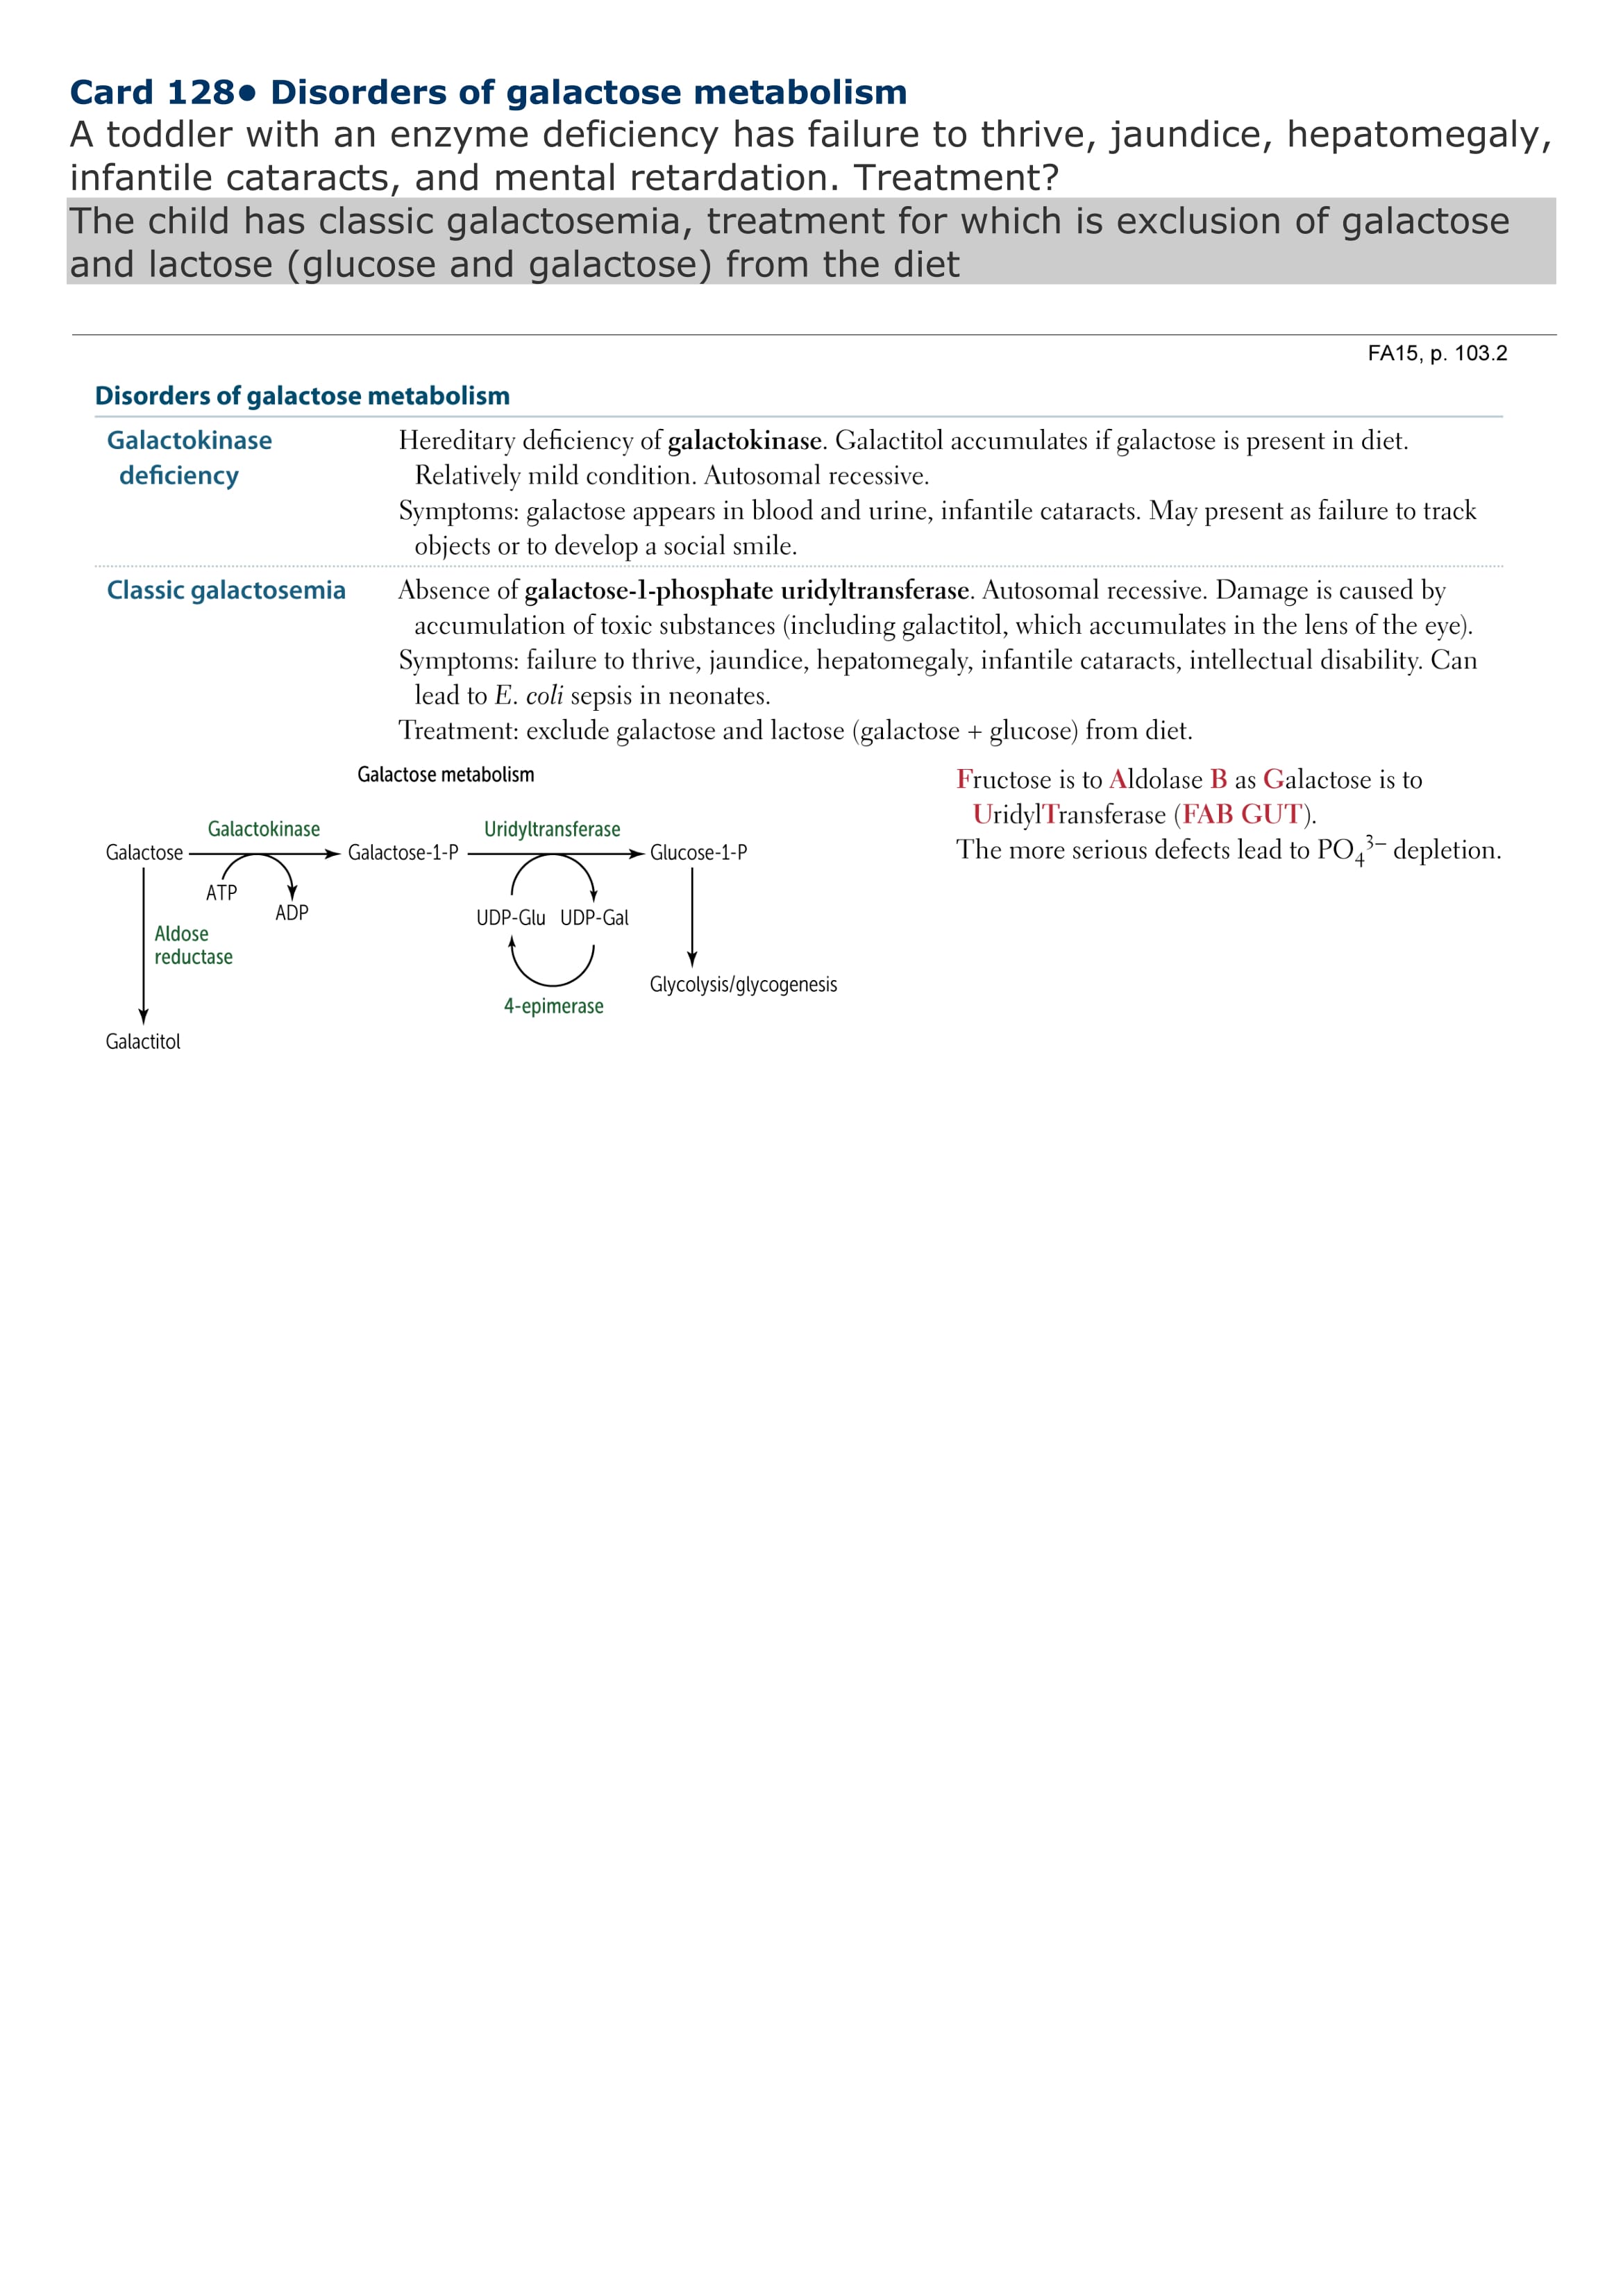 Card 128• Disorders of galactose metabolism
A toddler with an enzyme deficiency has failure to thrive, jaundice, hepatomegaly,
infantile cataracts, and mental retardation. Treatment?
The child has classic galactosemia, treatment for which is exclusion of galactose
and lactose (glucose and galactose) from the diet
FA15, p. 103.2
Disorders of galactose metabolism
Galactokinase
deficiency
Hereditary deficiency of galactokinase. Galactitol accumulates if galactose is present in diet.
Relatively mild condition. Autosomal recessive.
Symptoms: galactose appears in blood and urine, infantile cataracts. May present as failure to track
objects or to develop a social smile.
Classic galactosemia
Absence of galactose-1-phosphate uridyltransferase. Autosomal recessive. Damage is caused by
accumulation of toxic substances (including galactitol, which accumulates in the lens of the eye).
Symptoms: failure to thrive, jaundice, hepatomegaly, infantile cataracts, intellectual disability. Can
lead to E. coli sepsis in neonates.
Treatment: exclude galactose and lactose (galactose + glucose) from diet.
Galactose metabolism
Galactokinase
Uridyltransferase
Galactose
Galactose-1-P
Glucose-1-P
ATP
ADP
UDP-Glu
UDP-Gal
Aldose
reductase
4-epimerase
Glycolysis/glycogenesis
Galactitol
Fructose is to Aldolase B as Galactose is to
UridylTransferase (FAB GUT).
The more serious defects lead to PO₄³⁻ depletion.